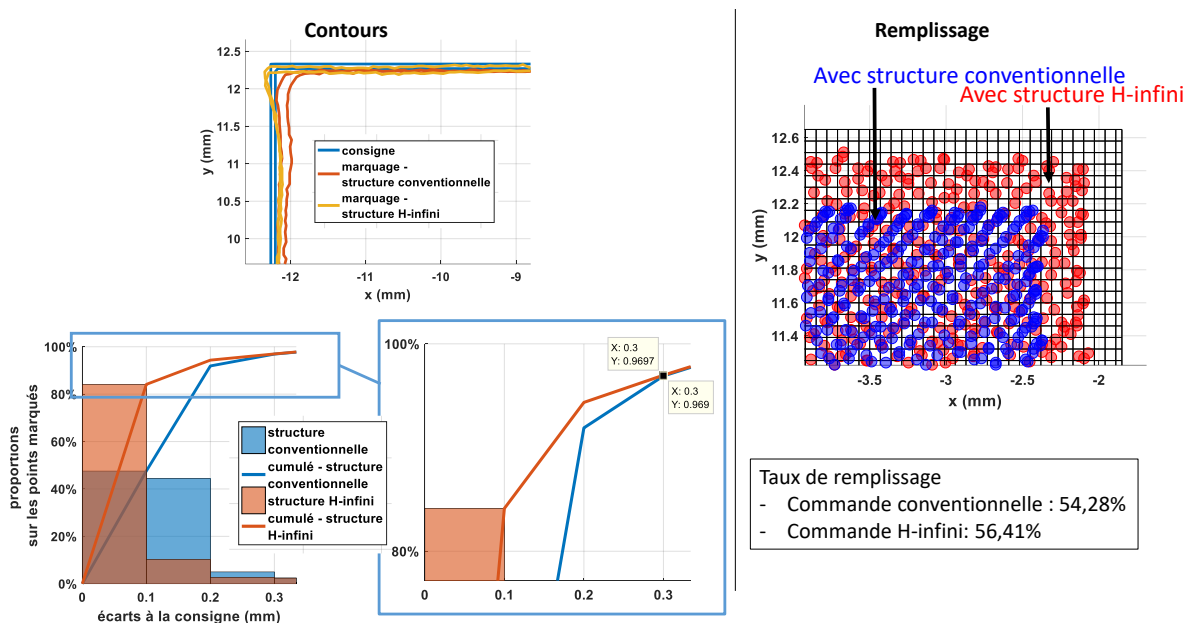 Contours
12.5
12
11.5
11
10.5
10
y (mm)
-12
-11
-10
-9
x (mm)
consigne
marquage -
structure conventionnelle
marquage -
structure H-infini
100%
80%
60%
40%
20%
0%
proportions
sur les points marqués
0
0.1
0.2
0.3
écarts à la consigne (mm)
structure
conventionnelle
cumulé - structure
conventionnelle
structure H-infini
cumulé - structure
H-infini
100%
80%
0
0.1
0.2
0.3
X: 0.3
Y: 0.9697
X: 0.3
Y: 0.969
Remplissage
Avec structure conventionnelle
Avec structure H-infini
12.6
12.4
12.2
12
11.8
11.6
11.4
y (mm)
-3.5
-3
-2.5
-2
x (mm)
Taux de remplissage
- Commande conventionnelle : 54,28%
- Commande H-infini: 56,41%